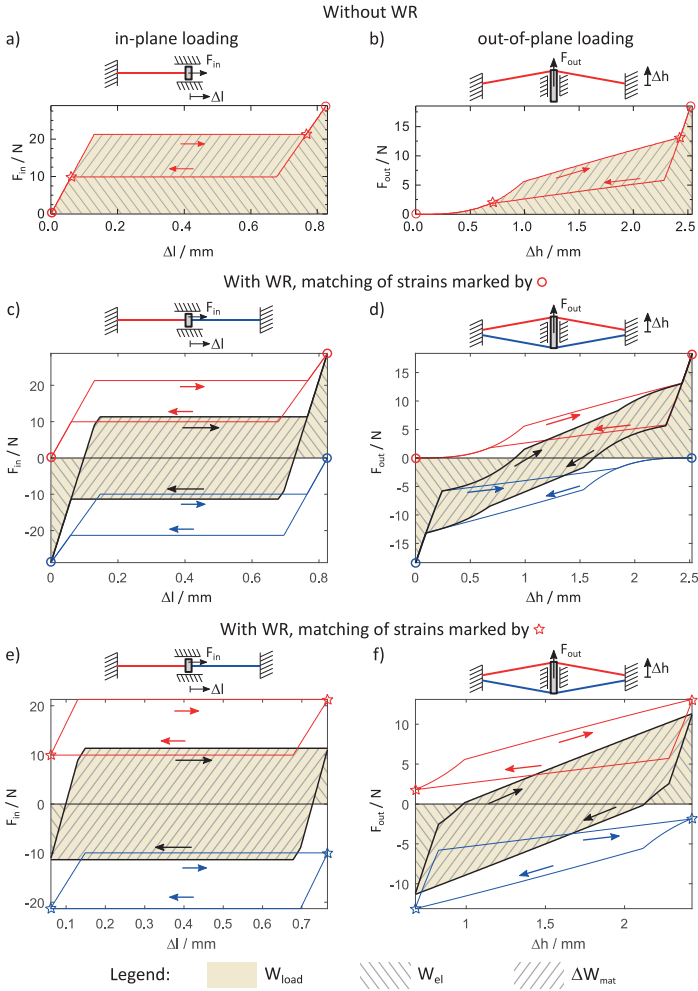 Without WR
a) in-plane loading
b) out-of-plane loading
F_in
Δl
F_out
Δh
F_in / N
20
10
0
0.0 0.2 0.4 0.6 0.8
Δl / mm
F_out / N
15
10
5
0
0.0 0.5 1.0 1.5 2.0 2.5
Δh / mm
With WR, matching of strains marked by
c)
d)
F_in
Δl
F_out
Δh
F_in / N
20
10
0
-10
-20
0 0.2 0.4 0.6 0.8
Δl / mm
F_out / N
15
10
5
0
-5
-10
-15
0 0.5 1 1.5 2 2.5
Δh / mm
With WR, matching of strains marked by
e)
f)
F_in
Δl
F_out
Δh
F_in / N
20
10
0
-10
-20
0.1 0.2 0.3 0.4 0.5 0.6 0.7
Δl / mm
F_out / N
10
5
0
-5
-10
1 1.5 2
Δh / mm
Legend: W_load W_el ΔW_mat